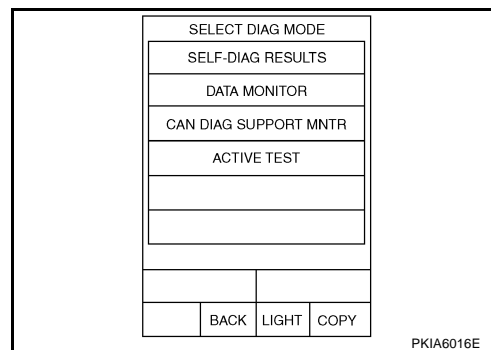 SELECT DIAG MODE
SELF-DIAG RESULTS
DATA MONITOR
CAN DIAG SUPPORT MNTR
ACTIVE TEST
BACK LIGHT COPY
PKIA6016E